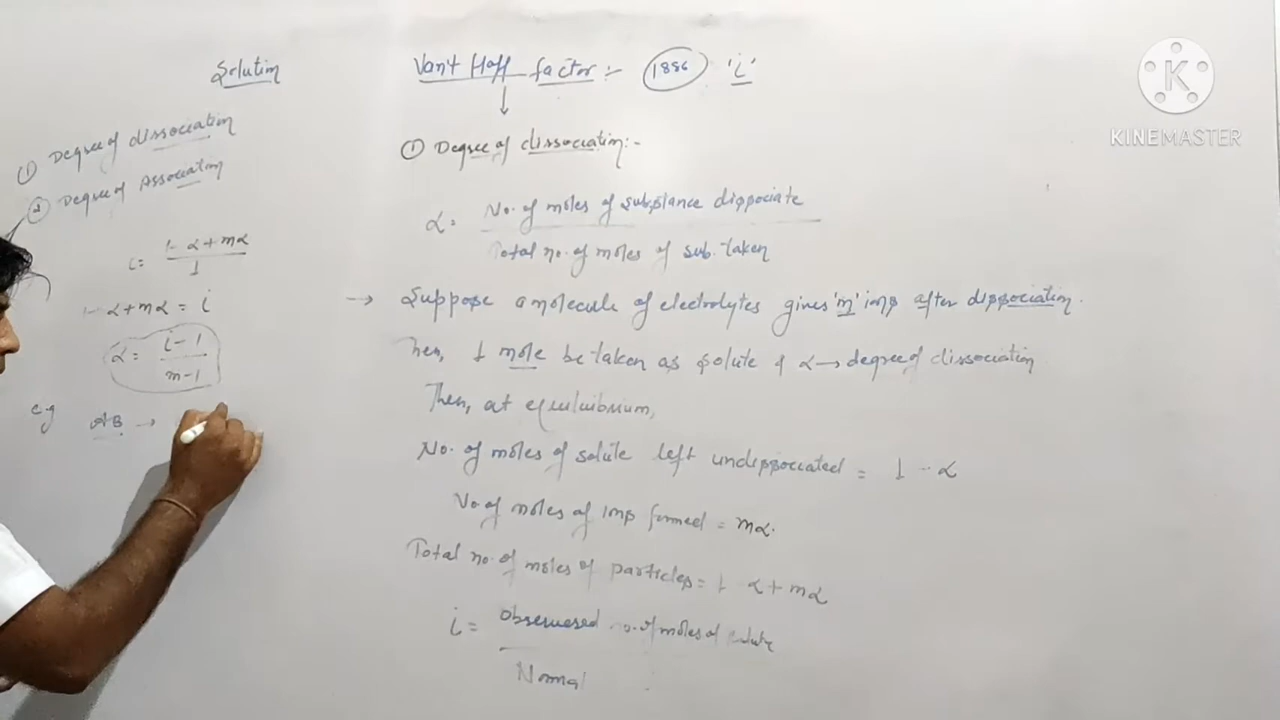 Solution
① Degree of dissociation
② Degree of Association
i = 1 - α + mα
1
1 - α + mα = i
α = i - 1
m - 1
e.g AB →
Van't Hoff factor :- 1886 'i'
① Degree of dissociation:-
α = No. of moles of substance dissociate
Total no. of moles of sub. taken
→ Suppose a molecule of electrolytes gives 'm' ions after dissociation.
Then, 1 mole be taken as solute & α → degree of dissociation
Then, at equilibrium,
No. of moles of solute left undissociated = 1 - α
No of moles of ions formed = mα.
Total no. of moles of particles = 1 - α + mα
i = Observered no. of moles of solute
Normal
K
KINEMASTER